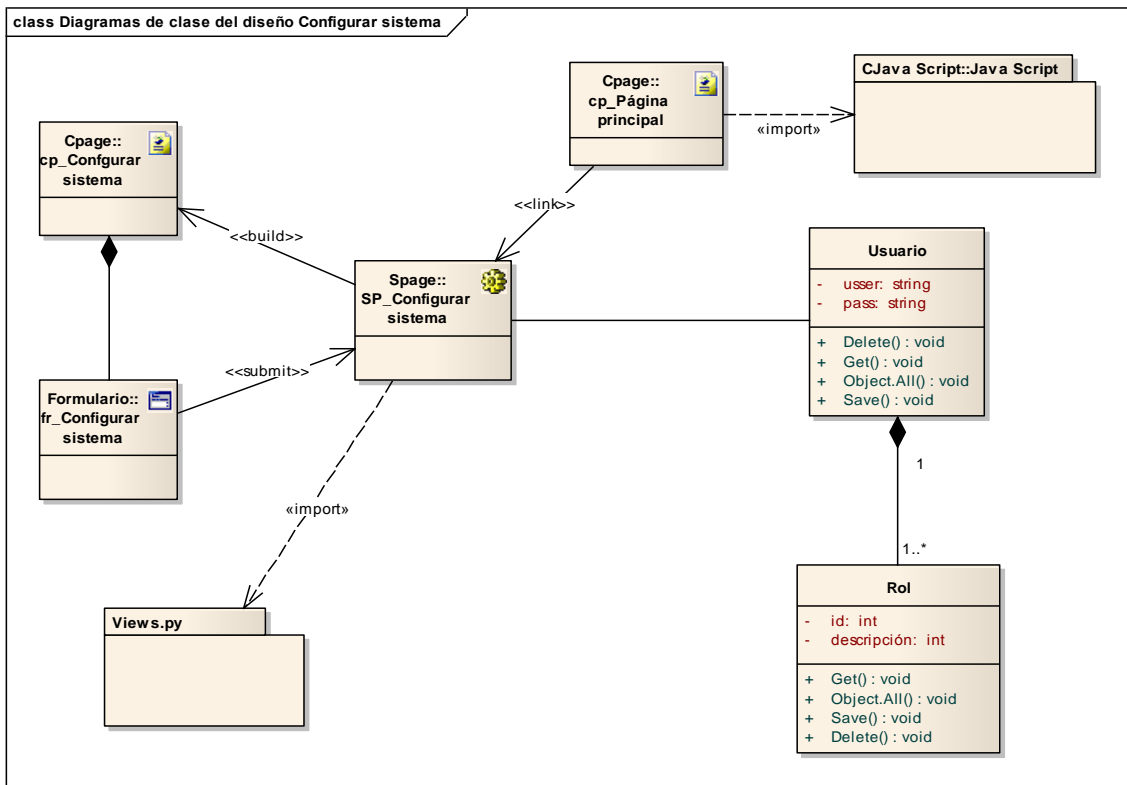 class Diagramas de clase del diseño Configurar sistema
Cpage::
cp_Página
principal
«import»
CJava Script::Java Script
Cpage::
cp_Confgurar
sistema
<<link>>
<<build>>
Spage::
SP_Configurar
sistema
Usuario
- usser: string
- pass: string
+ Delete() : void
+ Get() : void
+ Object.All() : void
+ Save() : void
<<submit>>
Formulario::
fr_Configurar
sistema
1
«import»
1..*
Rol
- id: int
- descripción: int
+ Get() : void
+ Object.All() : void
+ Save() : void
+ Delete() : void
Views.py